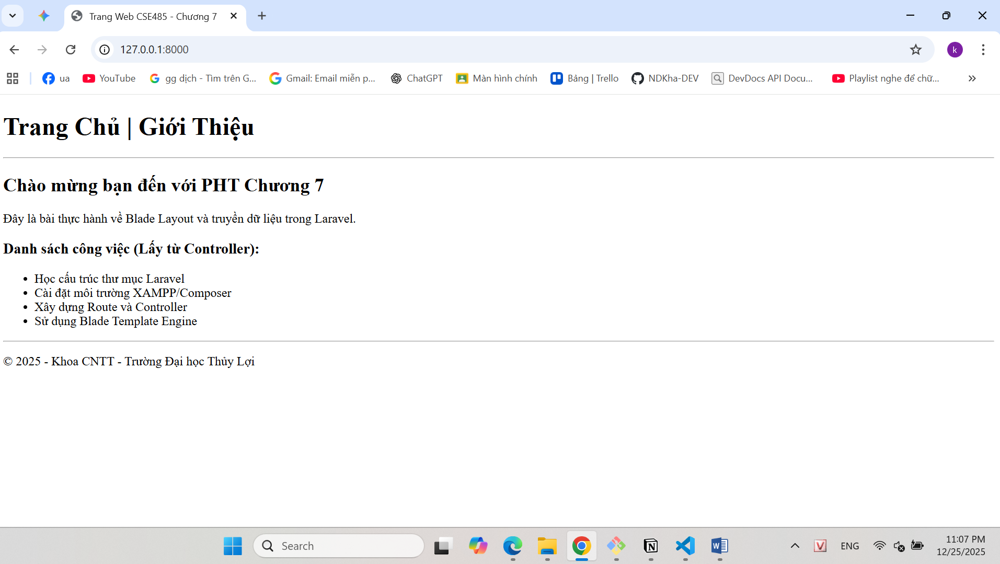 Trang Web CSE485 - Chương 7
127.0.0.1:8000
k
ua
YouTube
gg dịch - Tìm trên G...
Gmail: Email miễn p...
ChatGPT
Màn hình chính
Bảng | Trello
NDKha-DEV
DevDocs API Docu...
Playlist nghe để chữ...
Trang Chủ | Giới Thiệu
Chào mừng bạn đến với PHT Chương 7
Đây là bài thực hành về Blade Layout và truyền dữ liệu trong Laravel.
Danh sách công việc (Lấy từ Controller):
• Học cấu trúc thư mục Laravel
• Cài đặt môi trường XAMPP/Composer
• Xây dựng Route và Controller
• Sử dụng Blade Template Engine
© 2025 - Khoa CNTT - Trường Đại học Thủy Lợi
Search
ENG
11:07 PM
12/25/2025